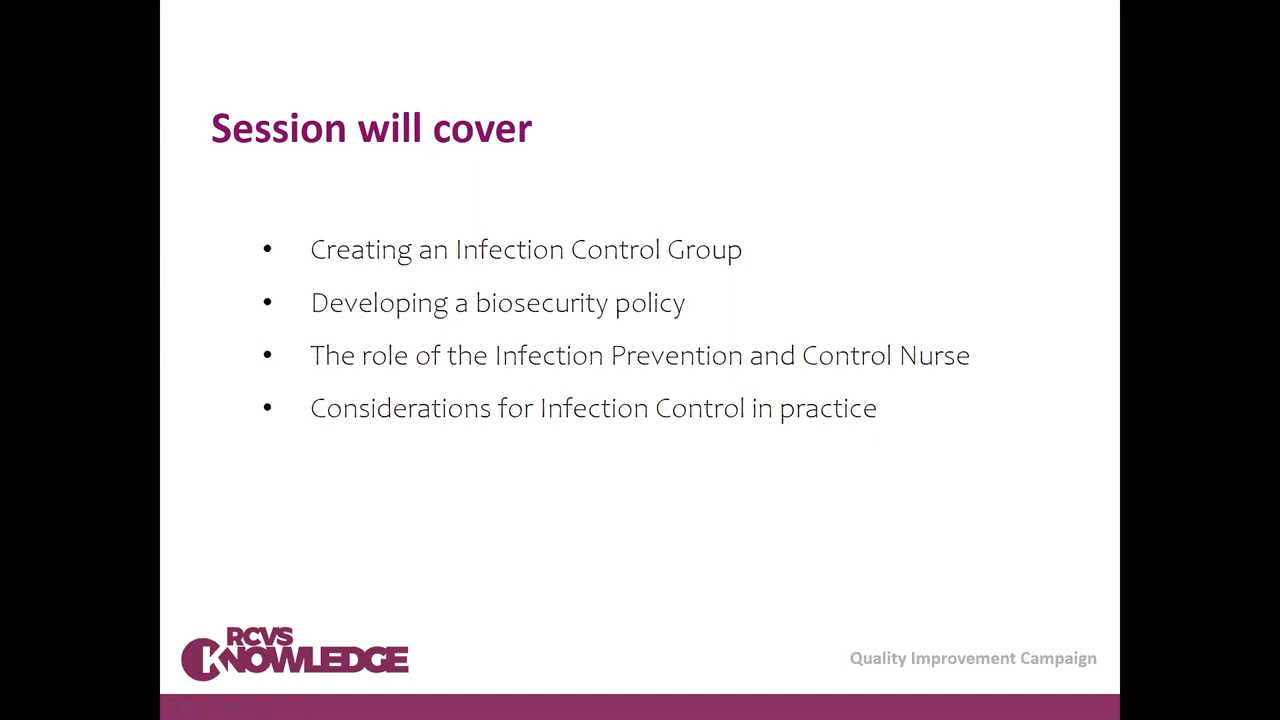 Session will cover
• Creating an Infection Control Group
• Developing a biosecurity policy
• The role of the Infection Prevention and Control Nurse
• Considerations for Infection Control in practice
RCVS
KNOWLEDGE
Quality Improvement Campaign